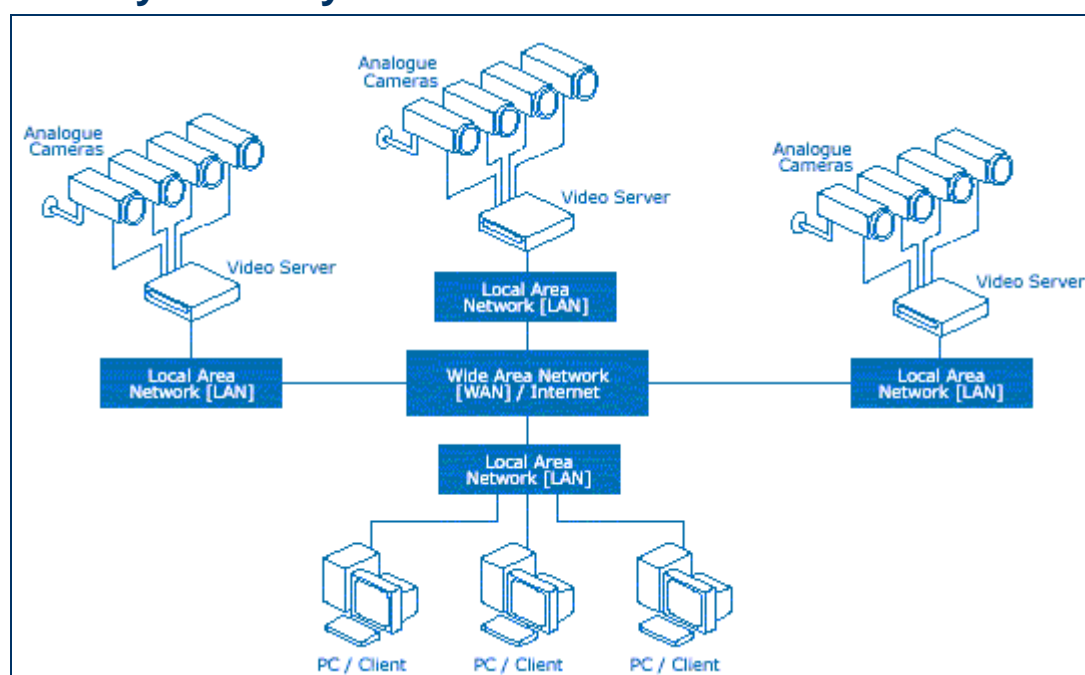 Analogue
Cameras
Analogue
Cameras
Analogue
Cameras
Video Server
Video Server
Video Server
Local Area
Network [LAN]
Local Area
Network [LAN]
Wide Area Network
[WAN] / Internet
Local Area
Network [LAN]
Local Area
Network [LAN]
PC / Client
PC / Client
PC / Client